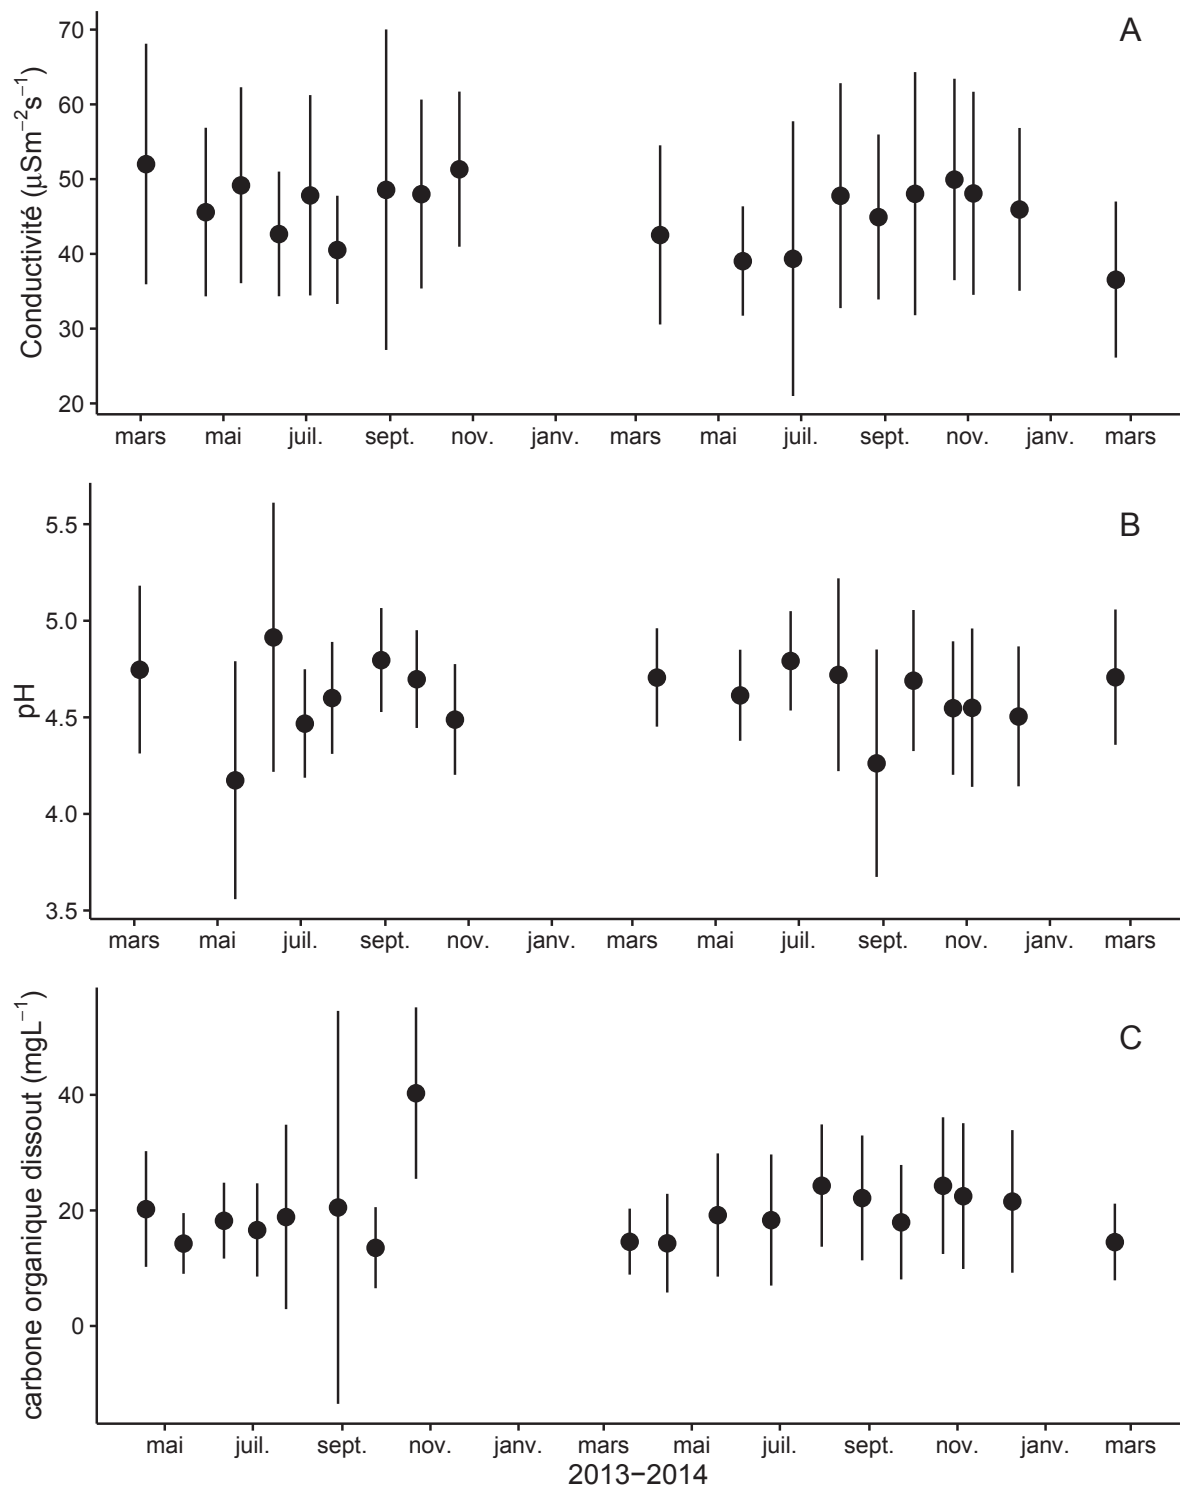 A
Conductivité (μSm⁻²s⁻¹)
70
60
50
40
30
20
mars mai juil. sept. nov. janv. mars mai juil. sept. nov. janv. mars
B
pH
5.5
5.0
4.5
4.0
3.5
mars mai juil. sept. nov. janv. mars mai juil. sept. nov. janv. mars
C
carbone organique dissout (mgL⁻¹)
40
20
0
mai juil. sept. nov. janv. mars mai juil. sept. nov. janv. mars
2013−2014